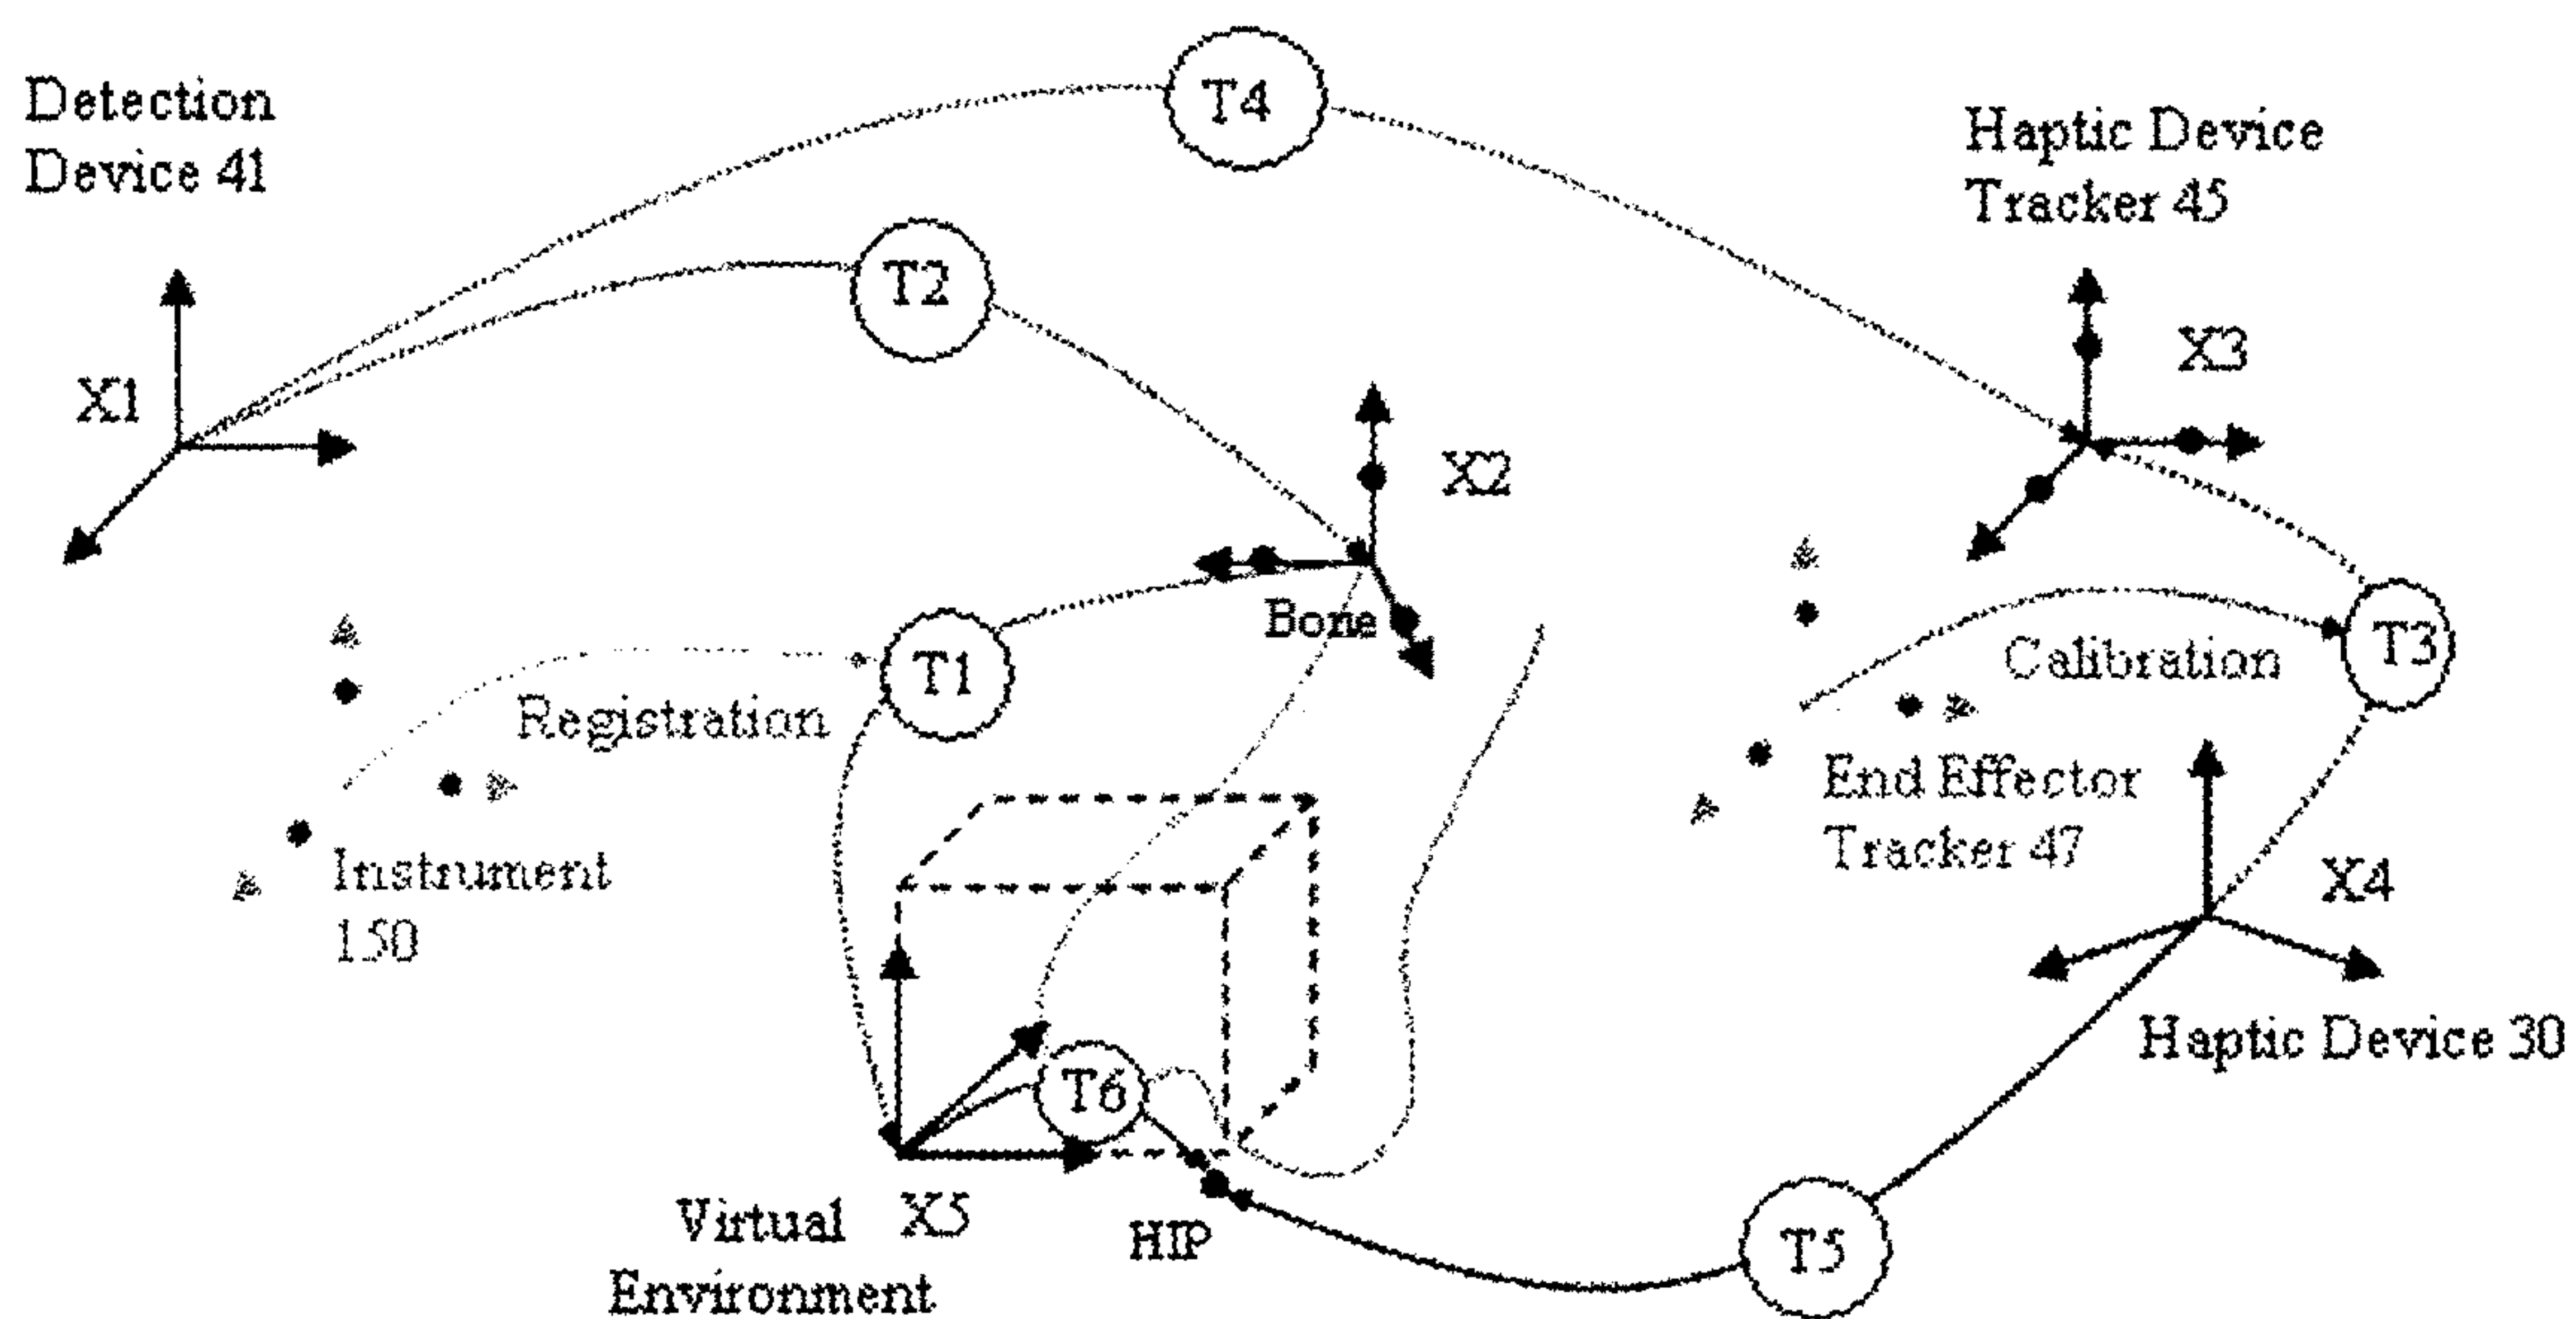 Detection
Device 41
T4
Haptic Device
Tracker 45
T2
X3
X1
X2
Bone
T1
Registration
Calibration
T3
End Effector
Tracker 47
Instrument
150
X4
Haptic Device 30
T6
Virtual X5
Environment
HIP
T5